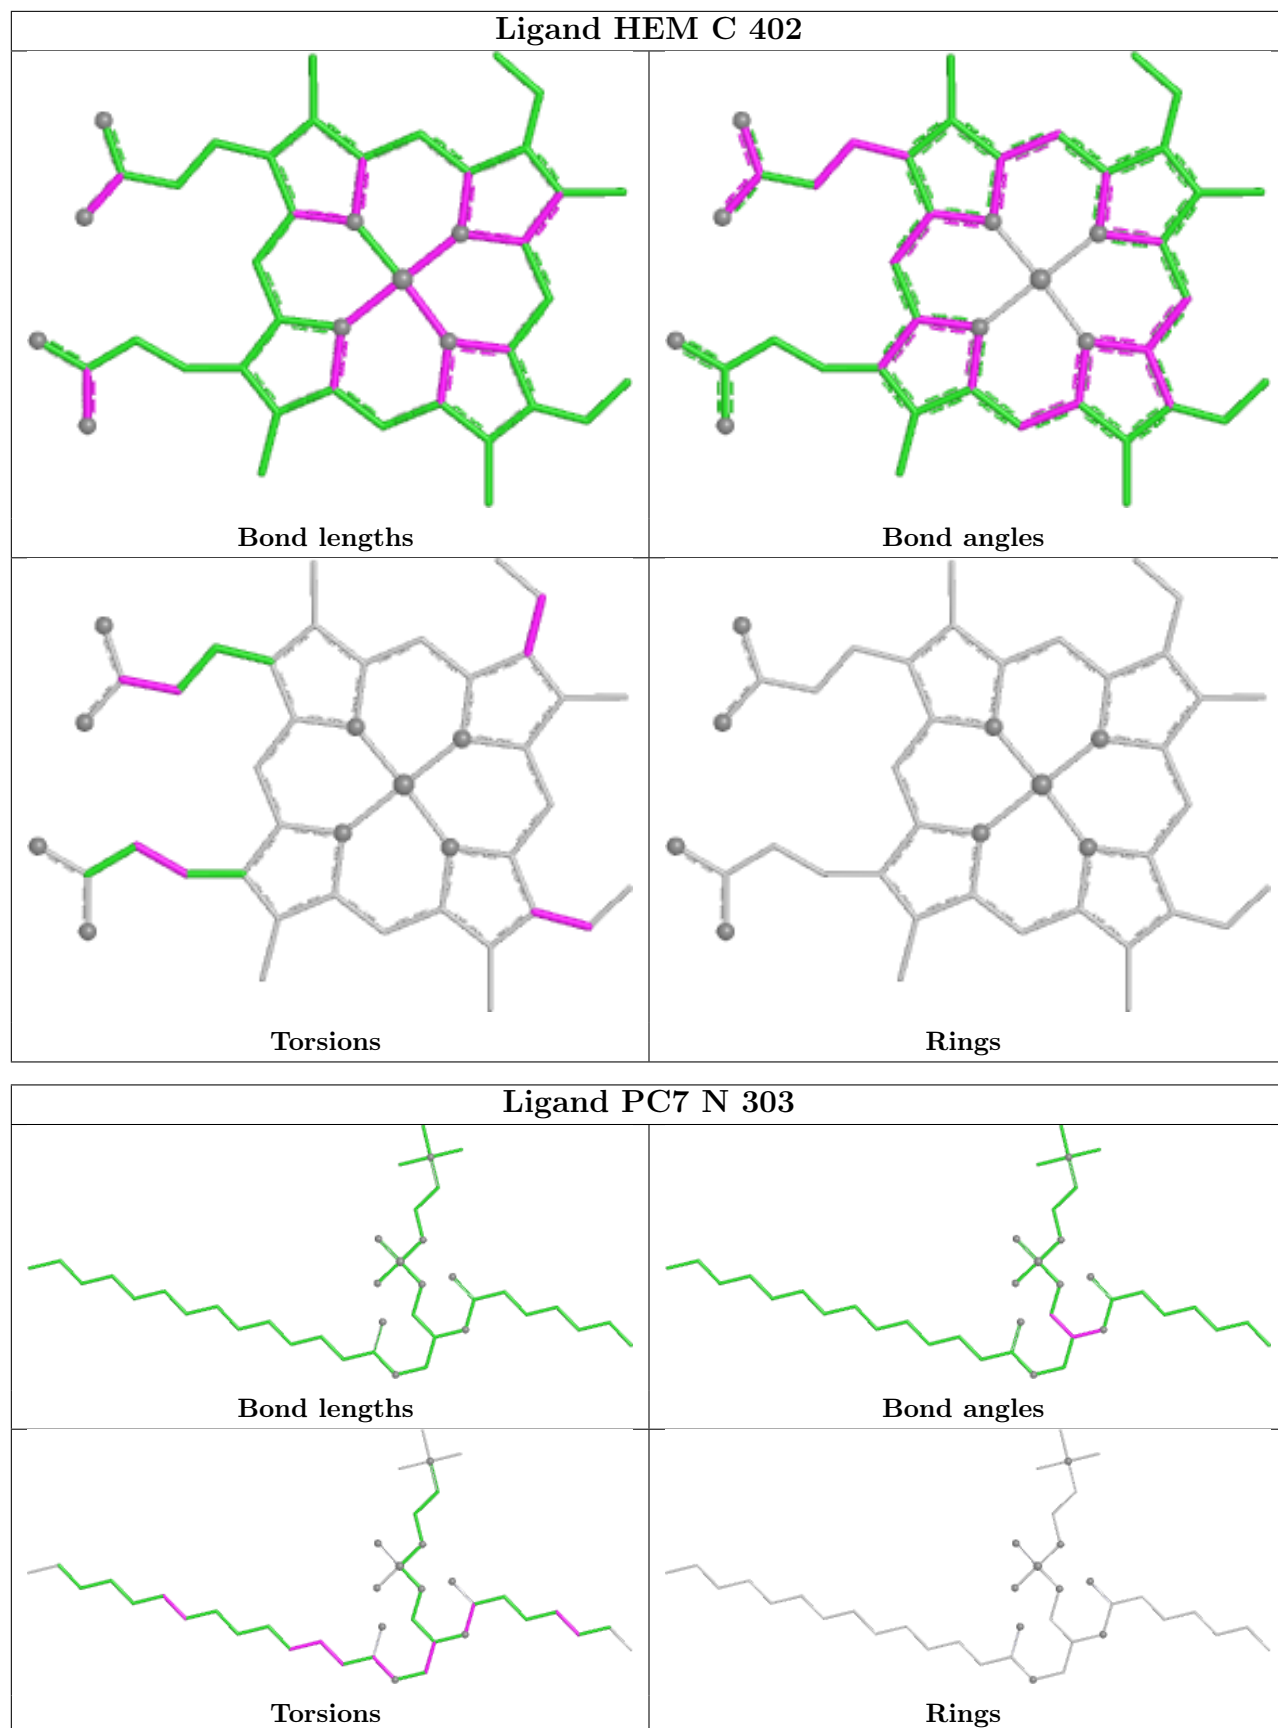 Ligand HEM C 402
Bond lengths
Bond angles
Torsions
Rings
Ligand PC7 N 303
Bond lengths
Bond angles
Torsions
Rings